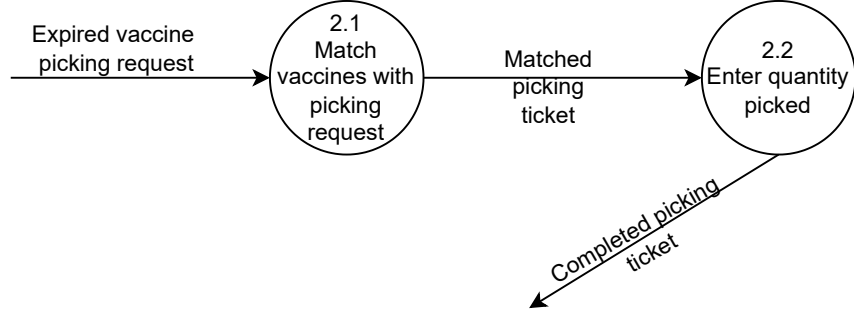 Expired vaccine
picking request
2.1
Match
vaccines with
picking
request
Matched
picking
ticket
2.2
Enter quantity
picked
Completed picking
ticket